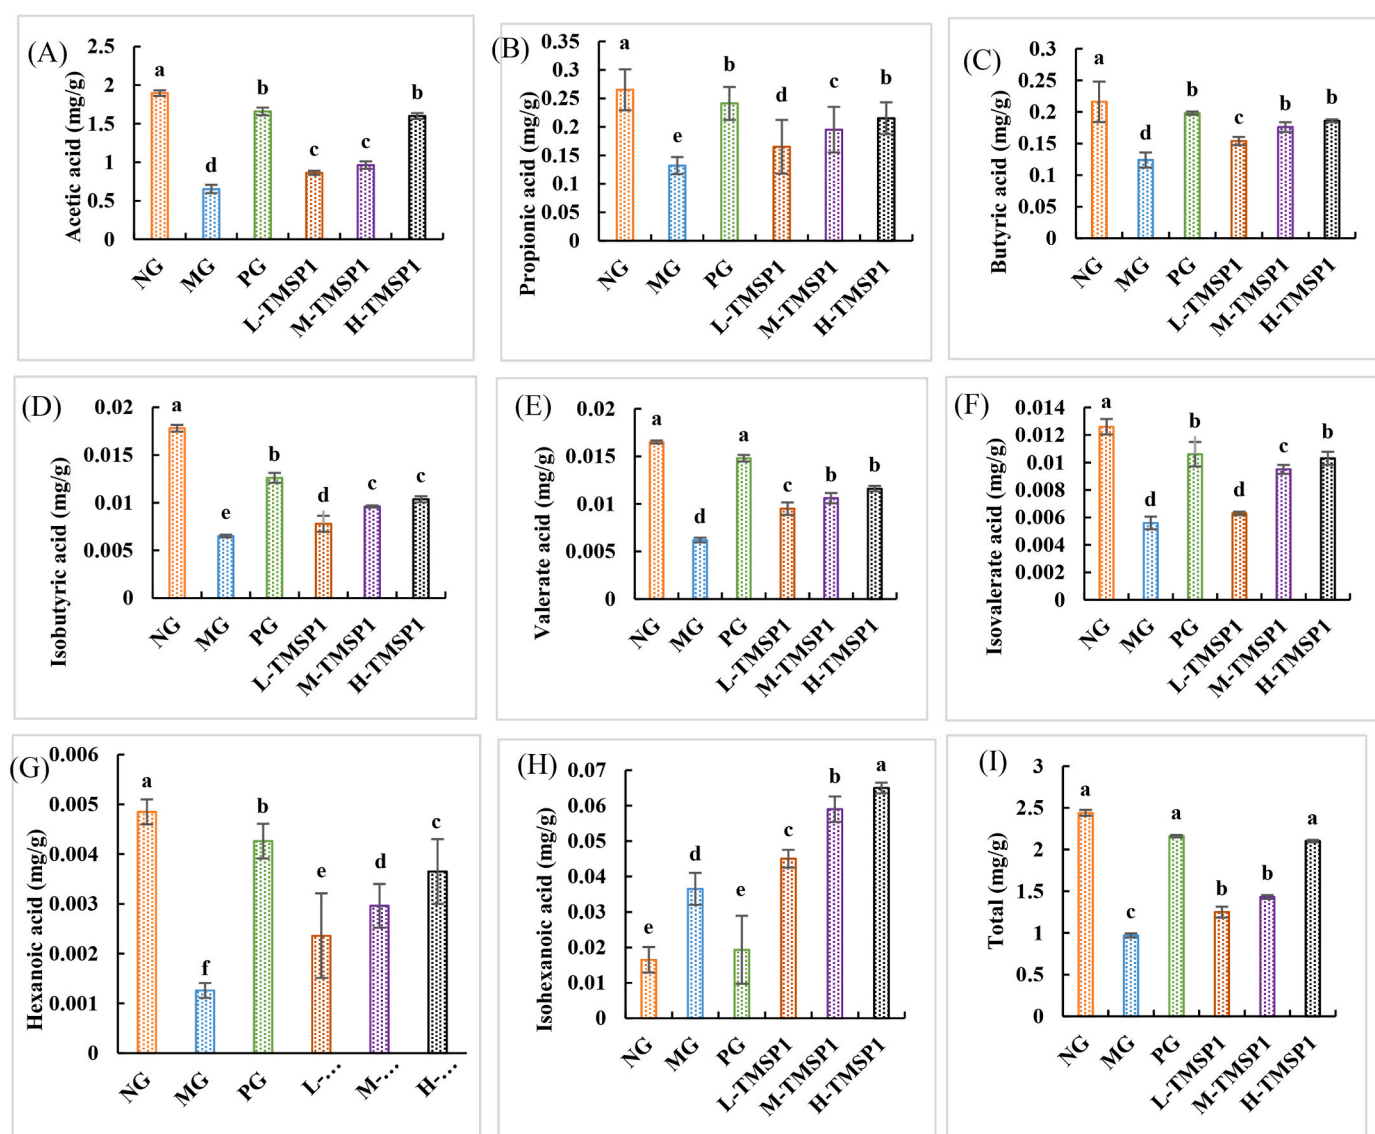 (A)
Acetic acid (mg/g)
2.5
2
1.5
1
0.5
0
a
d
b
c
c
b
NG
MG
PG
L-TMSP1
M-TMSP1
H-TMSP1
(B)
Propionic acid (mg/g)
0.35
0.3
0.25
0.2
0.15
0.1
0.05
0
a
e
b
d
c
b
NG
MG
PG
L-TMSP1
M-TMSP1
H-TMSP1
(C)
Butyric acid (mg/g)
0.3
0.25
0.2
0.15
0.1
0.05
0
a
d
b
c
b
b
NG
MG
PG
L-TMSP1
M-TMSP1
H-TMSP1
(D)
Isobutyric acid (mg/g)
0.02
0.015
0.01
0.005
0
a
e
b
d
c
c
NG
MG
PG
L-TMSP1
M-TMSP1
H-TMSP1
(E)
Valerate acid (mg/g)
0.02
0.015
0.01
0.005
0
a
d
a
c
b
b
NG
MG
PG
L-TMSP1
M-TMSP1
H-TMSP1
(F)
Isovalerate acid (mg/g)
0.014
0.012
0.01
0.008
0.006
0.004
0.002
0
a
d
b
d
c
b
NG
MG
PG
L-TMSP1
M-TMSP1
H-TMSP1
(G)
Hexanoic acid (mg/g)
0.006
0.005
0.004
0.003
0.002
0.001
0
a
f
b
e
d
c
NG
MG
PG
L-...
M-...
H-...
(H)
Isohexanoic acid (mg/g)
0.07
0.06
0.05
0.04
0.03
0.02
0.01
0
e
d
e
c
b
a
NG
MG
PG
L-TMSP1
M-TMSP1
H-TMSP1
(I)
Total (mg/g)
3
2.5
2
1.5
1
0.5
0
a
c
a
b
b
a
NG
MG
PG
L-TMSP1
M-TMSP1
H-TMSP1